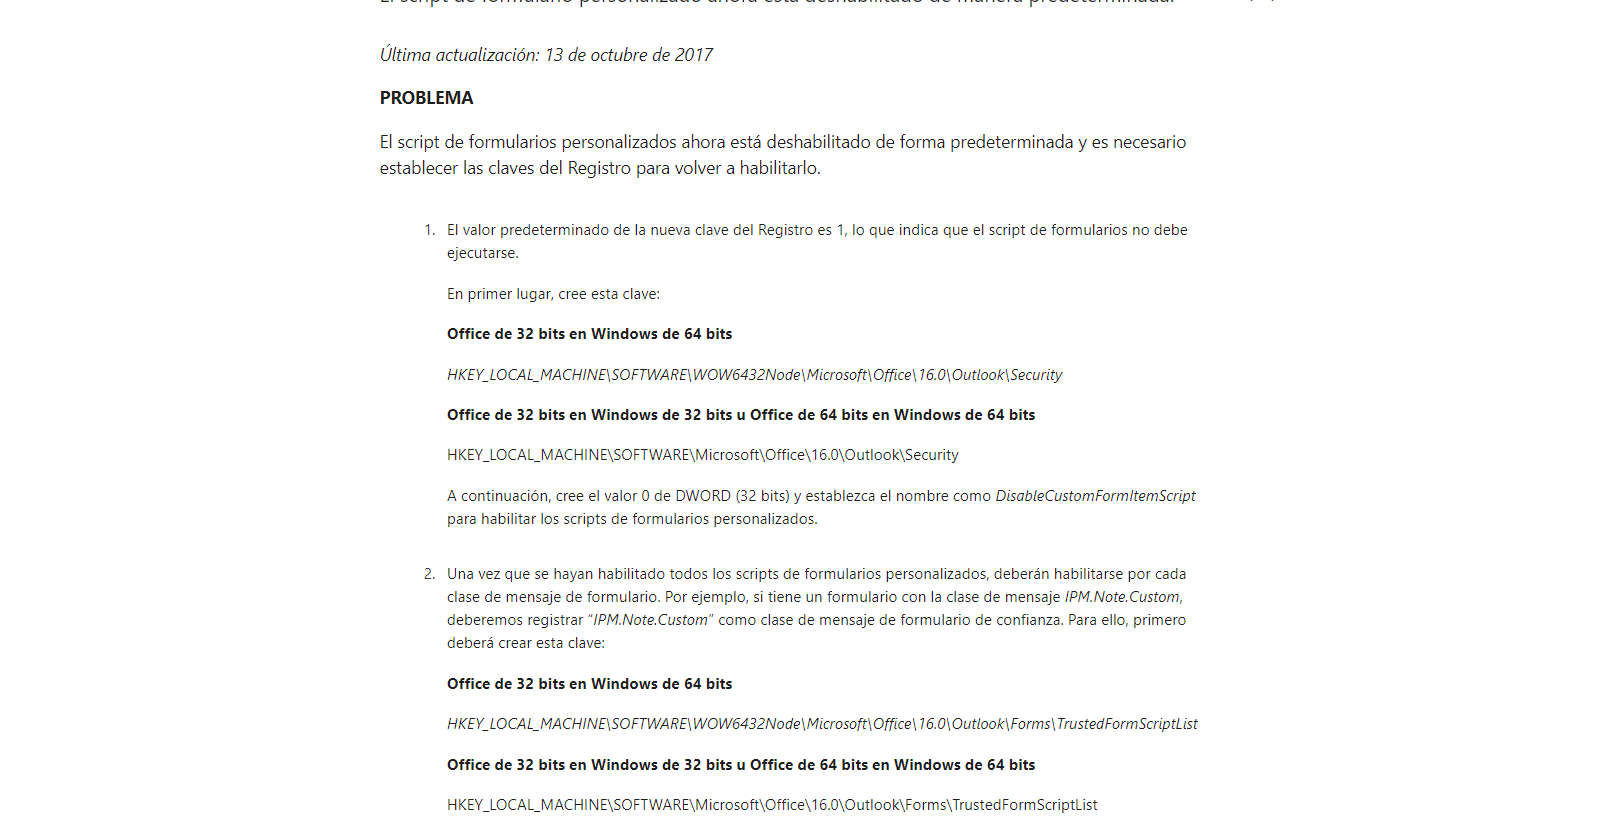 El script de formulario personalizado ahora está deshabilitado de manera predeterminada.
Última actualización: 13 de octubre de 2017
PROBLEMA
El script de formularios personalizados ahora está deshabilitado de forma predeterminada y es necesario
establecer las claves del Registro para volver a habilitarlo.
1. El valor predeterminado de la nueva clave del Registro es 1, lo que indica que el script de formularios no debe
ejecutarse.
En primer lugar, cree esta clave:
Office de 32 bits en Windows de 64 bits
HKEY_LOCAL_MACHINE\SOFTWARE\WOW6432Node\Microsoft\Office\16.0\Outlook\Security
Office de 32 bits en Windows de 32 bits u Office de 64 bits en Windows de 64 bits
HKEY_LOCAL_MACHINE\SOFTWARE\Microsoft\Office\16.0\Outlook\Security
A continuación, cree el valor 0 de DWORD (32 bits) y establezca el nombre como DisableCustomFormItemScript
para habilitar los scripts de formularios personalizados.
2. Una vez que se hayan habilitado todos los scripts de formularios personalizados, deberán habilitarse por cada
clase de mensaje de formulario. Por ejemplo, si tiene un formulario con la clase de mensaje IPM.Note.Custom,
deberemos registrar “IPM.Note.Custom” como clase de mensaje de formulario de confianza. Para ello, primero
deberá crear esta clave:
Office de 32 bits en Windows de 64 bits
HKEY_LOCAL_MACHINE\SOFTWARE\WOW6432Node\Microsoft\Office\16.0\Outlook\Forms\TrustedFormScriptList
Office de 32 bits en Windows de 32 bits u Office de 64 bits en Windows de 64 bits
HKEY_LOCAL_MACHINE\SOFTWARE\Microsoft\Office\16.0\Outlook\Forms\TrustedFormScriptList